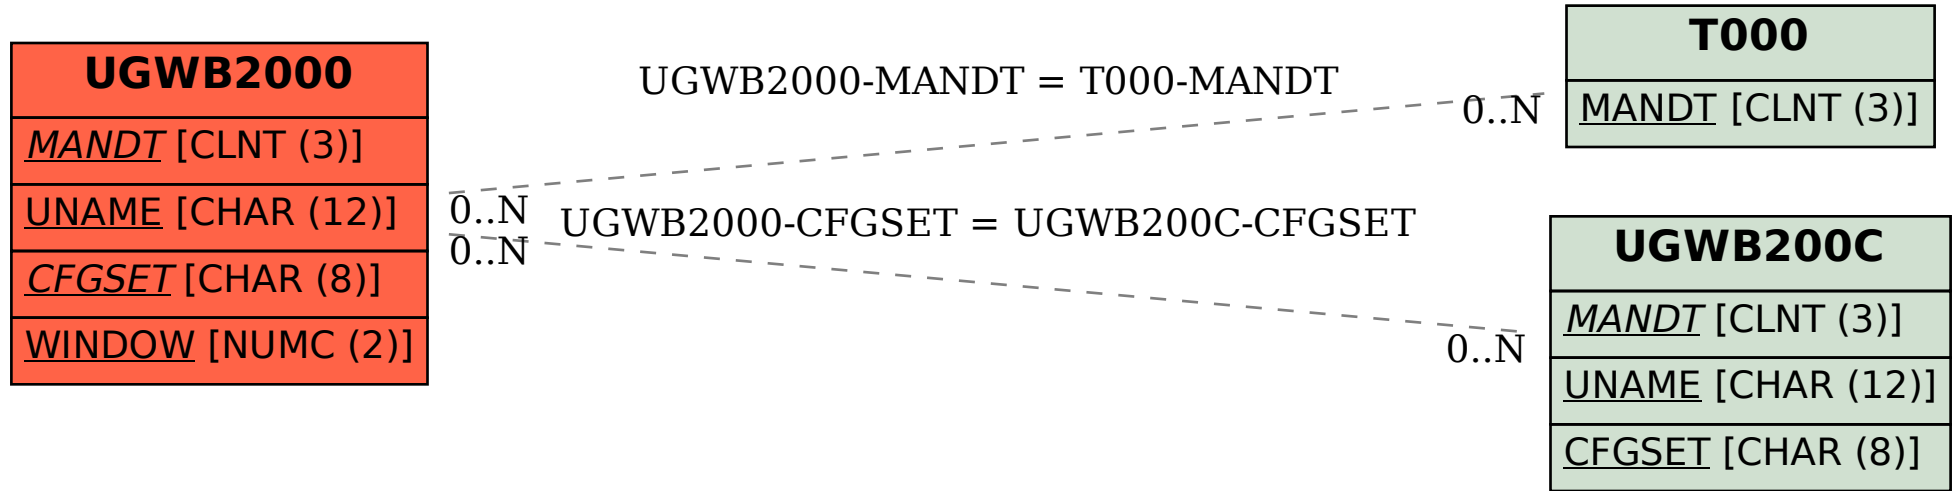 UGWB2000
MANDT [CLNT (3)]
UNAME [CHAR (12)]
CFGSET [CHAR (8)]
WINDOW [NUMC (2)]
UGWB2000-MANDT = T000-MANDT
0..N
0..N
UGWB2000-CFGSET = UGWB200C-CFGSET
0..N
0..N
T000
MANDT [CLNT (3)]
UGWB200C
MANDT [CLNT (3)]
UNAME [CHAR (12)]
CFGSET [CHAR (8)]